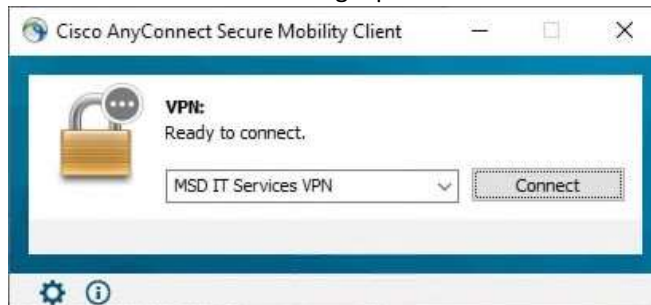 Cisco AnyConnect Secure Mobility Client
VPN:
Ready to connect.
MSD IT Services VPN
Connect